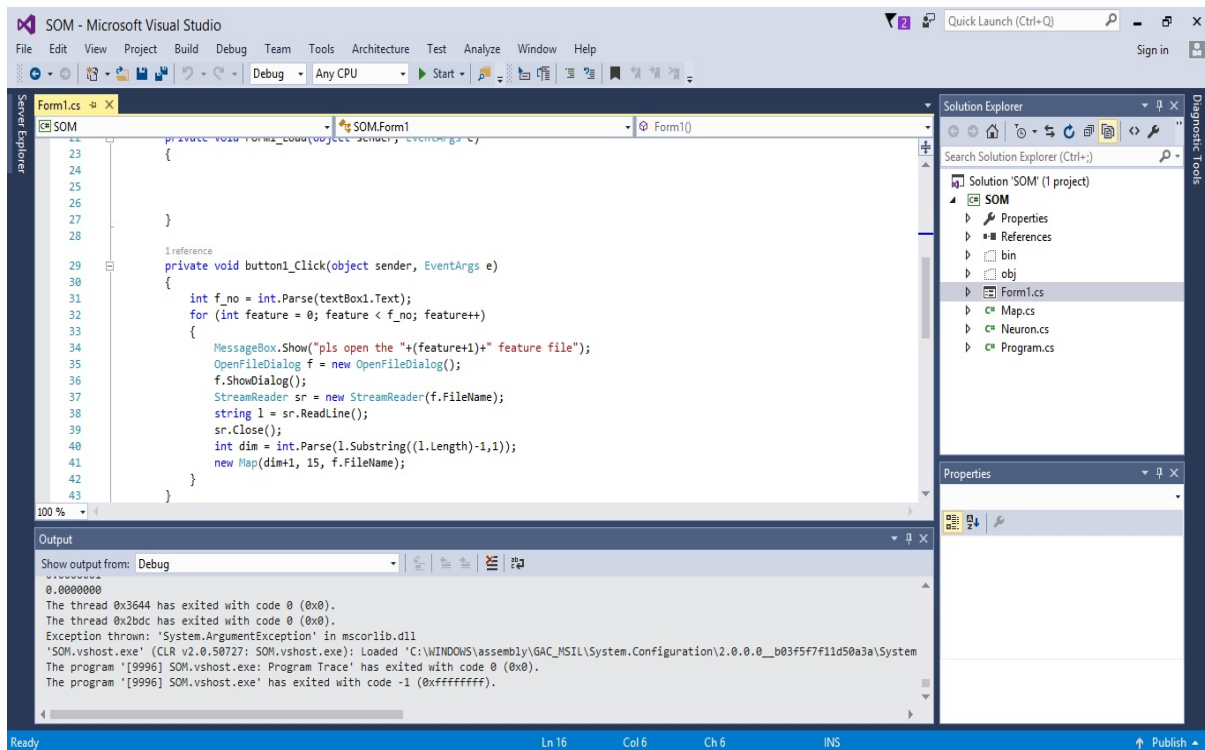 SOM - Microsoft Visual Studio
2
Quick Launch (Ctrl+Q)
File Edit View Project Build Debug Team Tools Architecture Test Analyze Window Help
Sign in
Debug Any CPU Start
Server Explorer
Form1.cs
C# SOM SOM.Form1 Form1()
22 private void Form1_Load(object sender, EventArgs e)
23 {
24
25
26
27 }
28
1 reference
29 private void button1_Click(object sender, EventArgs e)
30 {
31 int f_no = int.Parse(textBox1.Text);
32 for (int feature = 0; feature < f_no; feature++)
33 {
34 MessageBox.Show("pls open the "+(feature+1)+" feature file");
35 OpenFileDialog f = new OpenFileDialog();
36 f.ShowDialog();
37 StreamReader sr = new StreamReader(f.FileName);
38 string l = sr.ReadLine();
39 sr.Close();
40 int dim = int.Parse(l.Substring((l.Length)-1,1));
41 new Map(dim+1, 15, f.FileName);
42 }
43 }
100 %
Output
Show output from: Debug
0.0000000
The thread 0x3644 has exited with code 0 (0x0).
The thread 0x2bdc has exited with code 0 (0x0).
Exception thrown: 'System.ArgumentException' in mscorlib.dll
'SOM.vshost.exe' (CLR v2.0.50727: SOM.vshost.exe): Loaded 'C:\WINDOWS\assembly\GAC_MSIL\System.Configuration\2.0.0.0__b03f5f7f11d50a3a\System
The program '[9996] SOM.vshost.exe: Program Trace' has exited with code 0 (0x0).
The program '[9996] SOM.vshost.exe' has exited with code -1 (0xffffffff).
Solution Explorer
Search Solution Explorer (Ctrl+;)
Solution 'SOM' (1 project)
C# SOM
Properties
References
bin
obj
Form1.cs
C# Map.cs
C# Neuron.cs
C# Program.cs
Properties
Diagnostic Tools
Ready Ln 16 Col 6 Ch 6 INS Publish